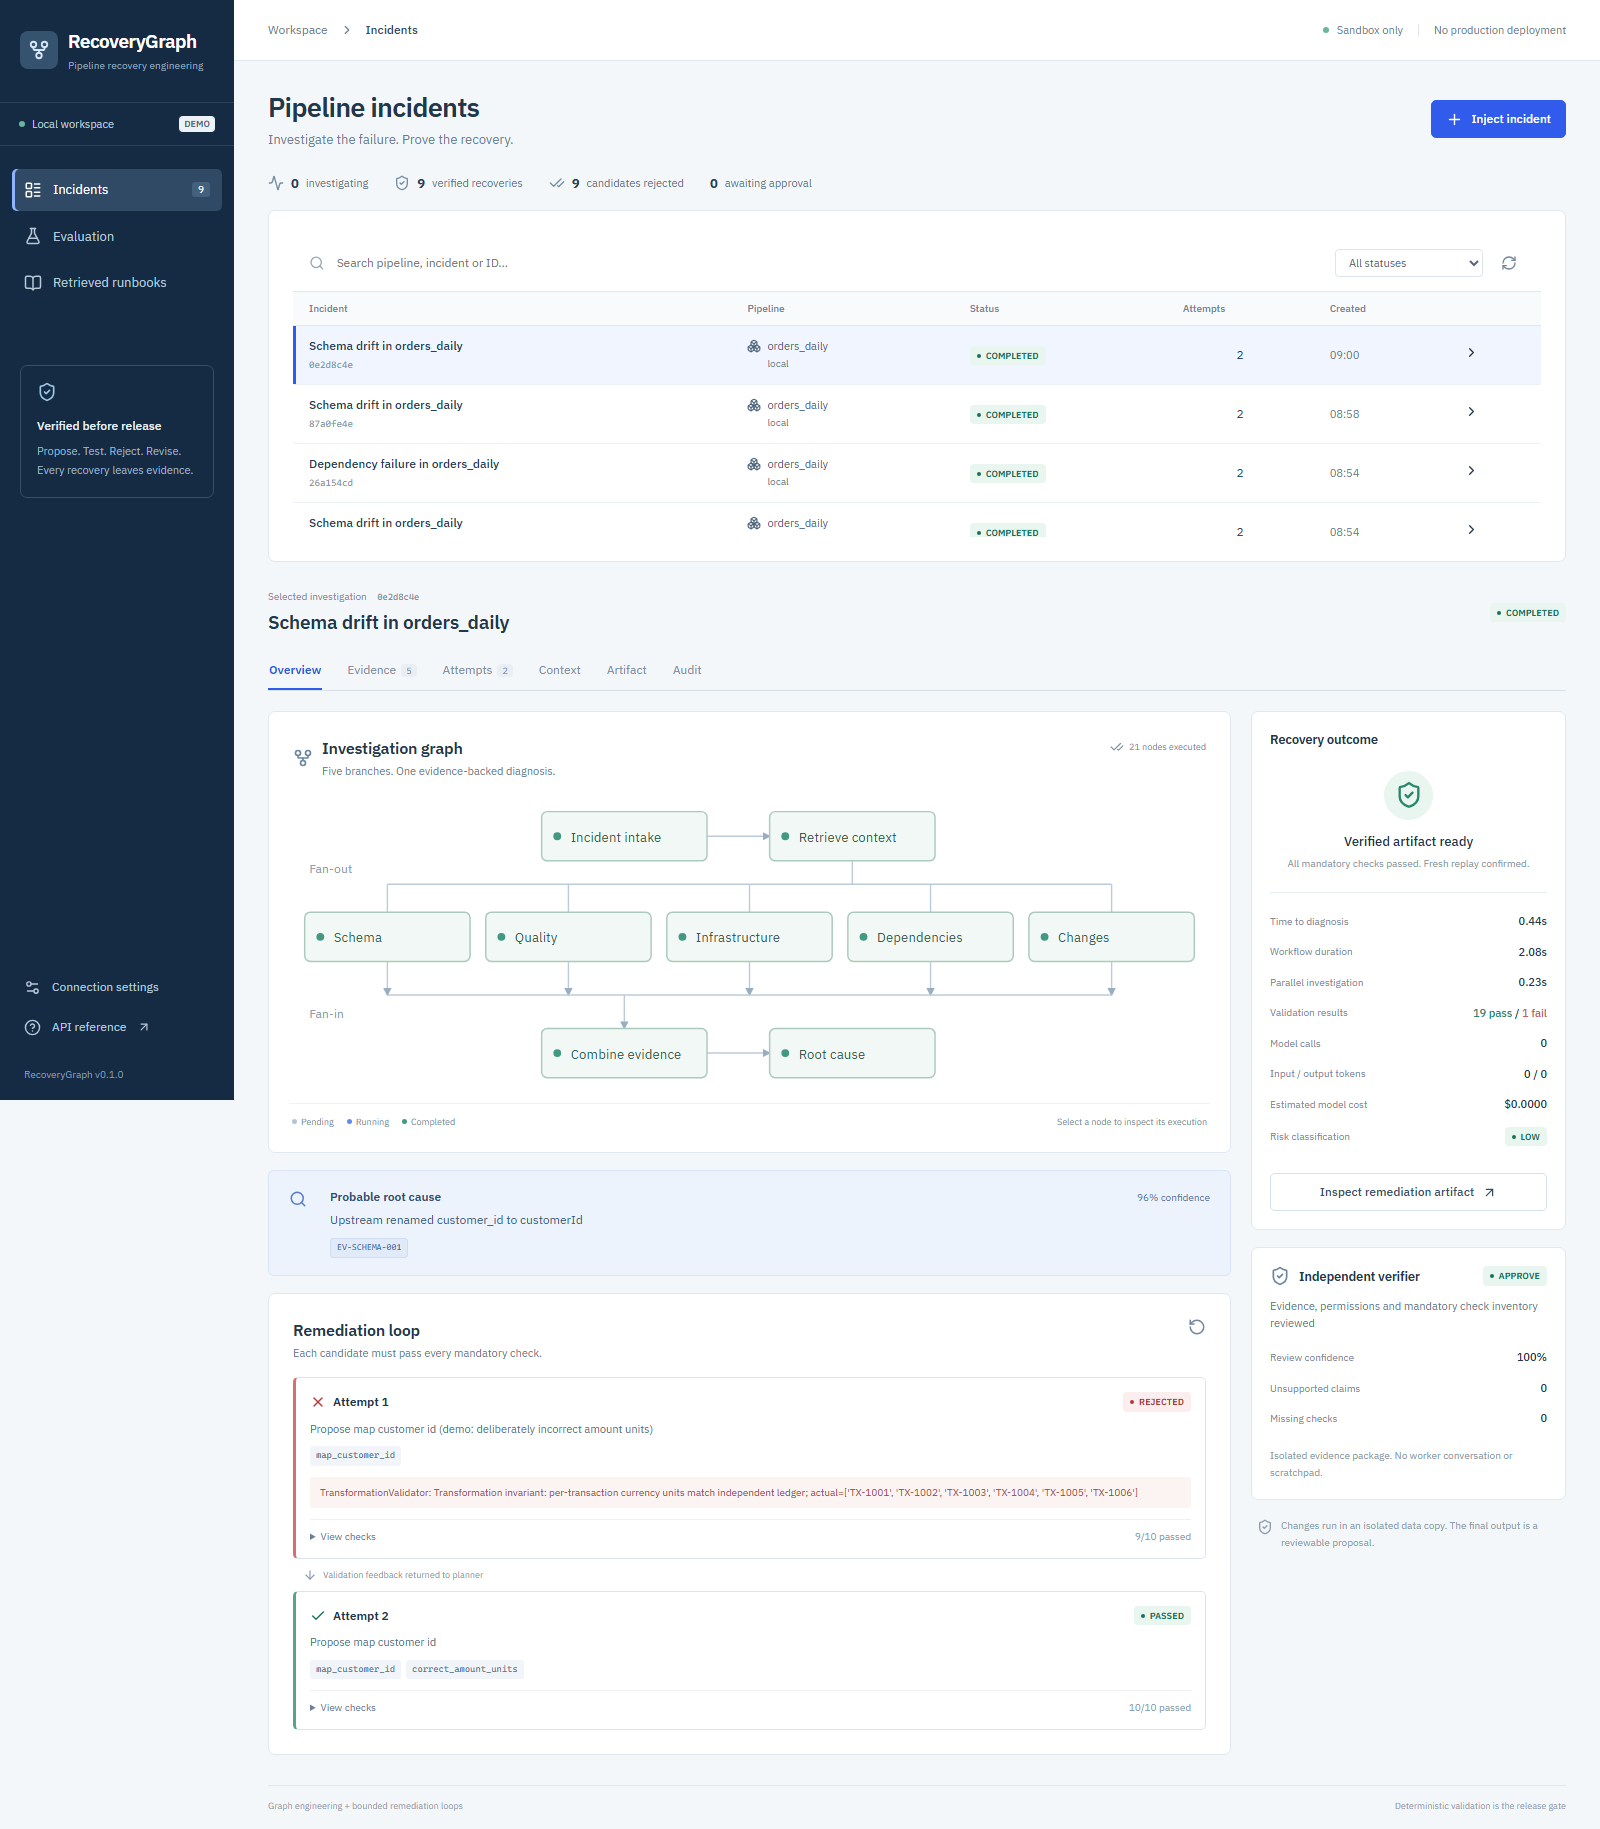 RecoveryGraph
Pipeline recovery engineering
Local workspace
DEMO
Incidents
9
Evaluation
Retrieved runbooks
Verified before release
Propose. Test. Reject. Revise.
Every recovery leaves evidence.
Connection settings
API reference
RecoveryGraph v0.1.0
Workspace
Incidents
Sandbox only
No production deployment
Pipeline incidents
Investigate the failure. Prove the recovery.
Inject incident
0 investigating
9 verified recoveries
9 candidates rejected
0 awaiting approval
Search pipeline, incident or ID...
All statuses
Incident Pipeline Status Attempts Created
Schema drift in orders_daily orders_daily COMPLETED 2 09:00
0e2d8c4e local
Schema drift in orders_daily orders_daily COMPLETED 2 08:58
87a0fe4e local
Dependency failure in orders_daily orders_daily COMPLETED 2 08:54
26a154cd local
Schema drift in orders_daily orders_daily COMPLETED 2 08:54
Selected investigation 0e2d8c4e
Schema drift in orders_daily
COMPLETED
Overview Evidence 5 Attempts 2 Context Artifact Audit
Investigation graph
Five branches. One evidence-backed diagnosis.
21 nodes executed
Incident intake
Retrieve context
Fan-out
Schema
Quality
Infrastructure
Dependencies
Changes
Fan-in
Combine evidence
Root cause
Pending Running Completed
Select a node to inspect its execution
Probable root cause
96% confidence
Upstream renamed customer_id to customerId
EV-SCHEMA-001
Remediation loop
Each candidate must pass every mandatory check.
Attempt 1
REJECTED
Propose map customer id (demo: deliberately incorrect amount units)
map_customer_id
TransformationValidator: Transformation invariant: per-transaction currency units match independent ledger; actual=['TX-1001', 'TX-1002', 'TX-1003', 'TX-1004', 'TX-1005', 'TX-1006']
View checks
9/10 passed
Validation feedback returned to planner
Attempt 2
PASSED
Propose map customer id
map_customer_id correct_amount_units
View checks
10/10 passed
Recovery outcome
Verified artifact ready
All mandatory checks passed. Fresh replay confirmed.
Time to diagnosis 0.44s
Workflow duration 2.08s
Parallel investigation 0.23s
Validation results 19 pass / 1 fail
Model calls 0
Input / output tokens 0 / 0
Estimated model cost $0.0000
Risk classification LOW
Inspect remediation artifact
Independent verifier
APPROVE
Evidence, permissions and mandatory check inventory
reviewed
Review confidence 100%
Unsupported claims 0
Missing checks 0
Isolated evidence package. No worker conversation or
scratchpad.
Changes run in an isolated data copy. The final output is a
reviewable proposal.
Graph engineering + bounded remediation loops
Deterministic validation is the release gate